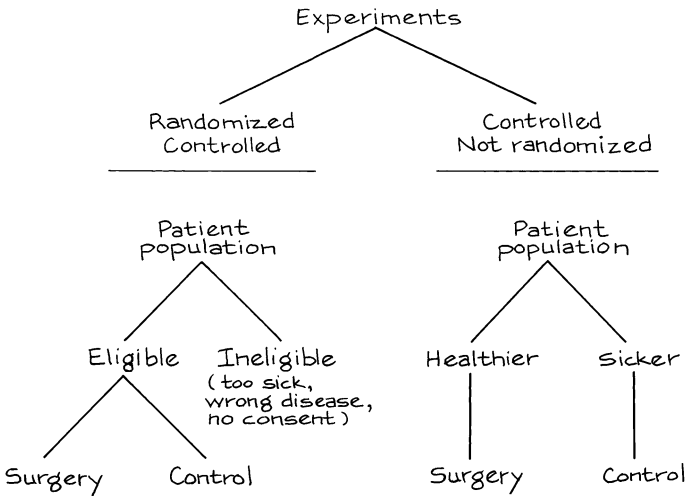 Experiments
Randomized
Controlled
Controlled
Not randomized
Patient
population
Patient
population
Eligible
Ineligible
(too sick,
wrong disease,
no consent)
Healthier
Sicker
Surgery
Control
Surgery
Control